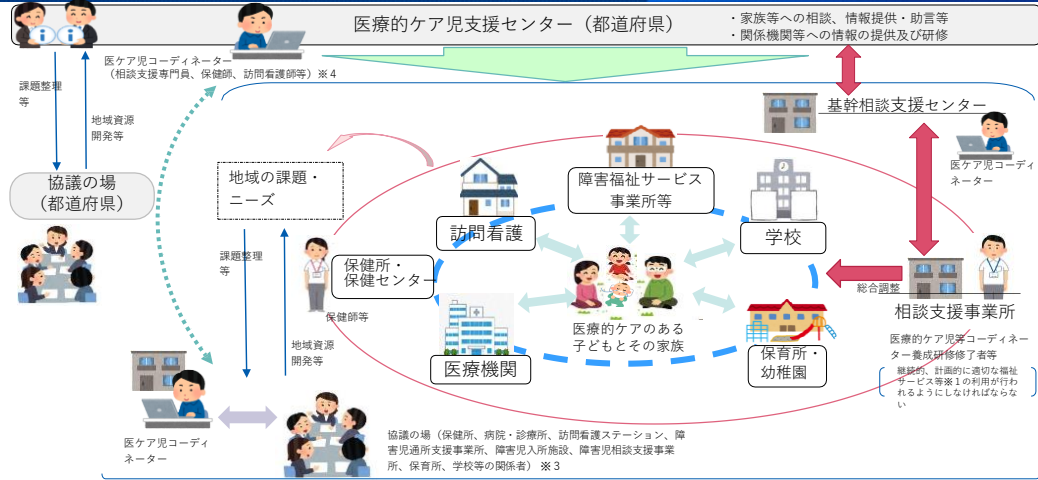 医療的ケア児支援センター（都道府県）
・家族等への相談、情報提供・助言等
・関係機関等への情報の提供及び研修
医ケア児コーディネーター
（相談支援専門員、保健師、訪問看護師等）※４
課題整理
等
地域資源
開発等
協議の場
（都道府県）
基幹相談支援センター
医ケア児コーディ
ネーター
地域の課題・
ニーズ
課題整理
等
地域資源
開発等
障害福祉サービス
事業所等
訪問看護
学校
保健所・
保健センター
保健師等
医療機関
医療的ケアのある
子どもとその家族
保育所・
幼稚園
総合調整
相談支援事業所
医療的ケア児等コーディネー
ター養成研修修了者等
継続的、計画的に適切な福祉
サービス等※１の利用が行わ
れるようにしなければならな
い
医ケア児コーディ
ネーター
協議の場（保健所、病院・診療所、訪問看護ステーション、障
害児通所支援事業所、障害児入所施設、障害児相談支援事業
所、保育所、学校等の関係者）※３